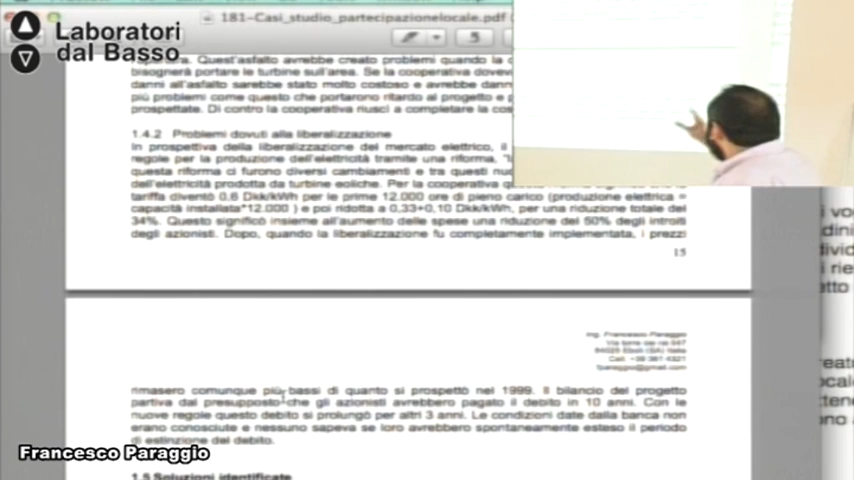 181-Casi_studio_partecipazionelocale.pdf
Laboratori
dal Basso
5
Quest'asfalto avrebbe creato problemi quando la
bisognerà portare le turbine sull'area. Se la cooperativa
danni all'asfalto sarebbe stato molto costoso e avrebbe
più problemi come questo che portarono ritardo al progetto e
prospettate. Di contro la cooperativa riuscì a completare la
1.4.2 Problemi dovuti alla liberalizzazione
In prospettiva della liberalizzazione del mercato elettrico, il
regole per la produzione dell'elettricità tramite una riforma,
questa riforma ci furono diversi cambiamenti e tra questi
dell'elettricità prodotta da turbine eoliche. Per la cooperativa
tariffa diventò 0,6 Dkk/kWh per le prime 12.000 ore di pieno carico (produzione elettrica =
capacità installata*12.000 ) e poi ridotta a 0,33+0,10 Dkk/kWh, per una riduzione totale del
34%. Questo significò insieme all'aumento delle spese una riduzione del 50% degli introiti
degli azionisti. Dopo, quando la liberalizzazione fu completamente implementata, i prezzi
15
Ing. Francesco Paraggio
fparaggio@gmail.com
rimasero comunque più bassi di quanto si prospettò nel 1999. Il bilancio del progetto
partiva dal presupposto che gli azionisti avrebbero pagato il debito in 10 anni. Con le
nuove regole questo debito si prolungò per altri 3 anni. Le condizioni date dalla banca non
erano conosciute e nessuno sapeva se loro avrebbero spontaneamente esteso il periodo
di estinzione del debito.
Francesco Paraggio
1.5 Soluzioni identificate